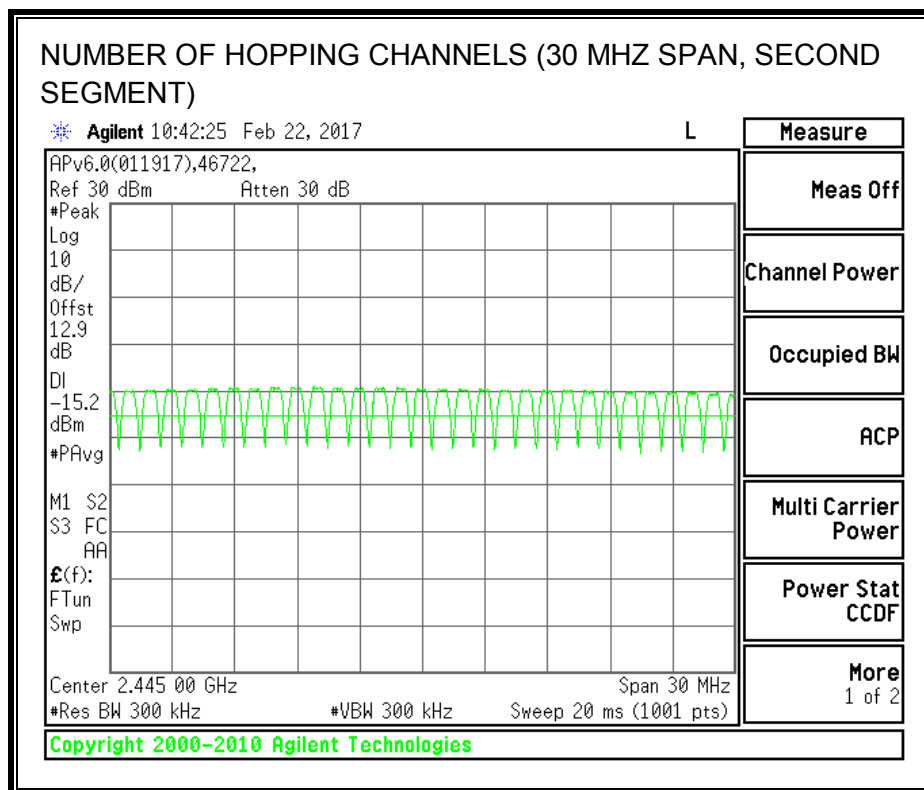 NUMBER OF HOPPING CHANNELS (30 MHZ SPAN, SECOND
SEGMENT)
Agilent 10:42:25 Feb 22, 2017
L
Measure
APv6.0(011917),46722,
Ref 30 dBm
Atten 30 dB
#Peak
Log
10
dB/
Offst
12.9
dB
DI
-15.2
dBm
#PAvg
M1 S2
S3 FC
AA
£(f):
FTun
Swp
Center 2.445 00 GHz
Span 30 MHz
#Res BW 300 kHz
#VBW 300 kHz
Sweep 20 ms (1001 pts)
Meas Off
Channel Power
Occupied BW
ACP
Multi Carrier
Power
Power Stat
CCDF
More
1 of 2
Copyright 2000-2010 Agilent Technologies